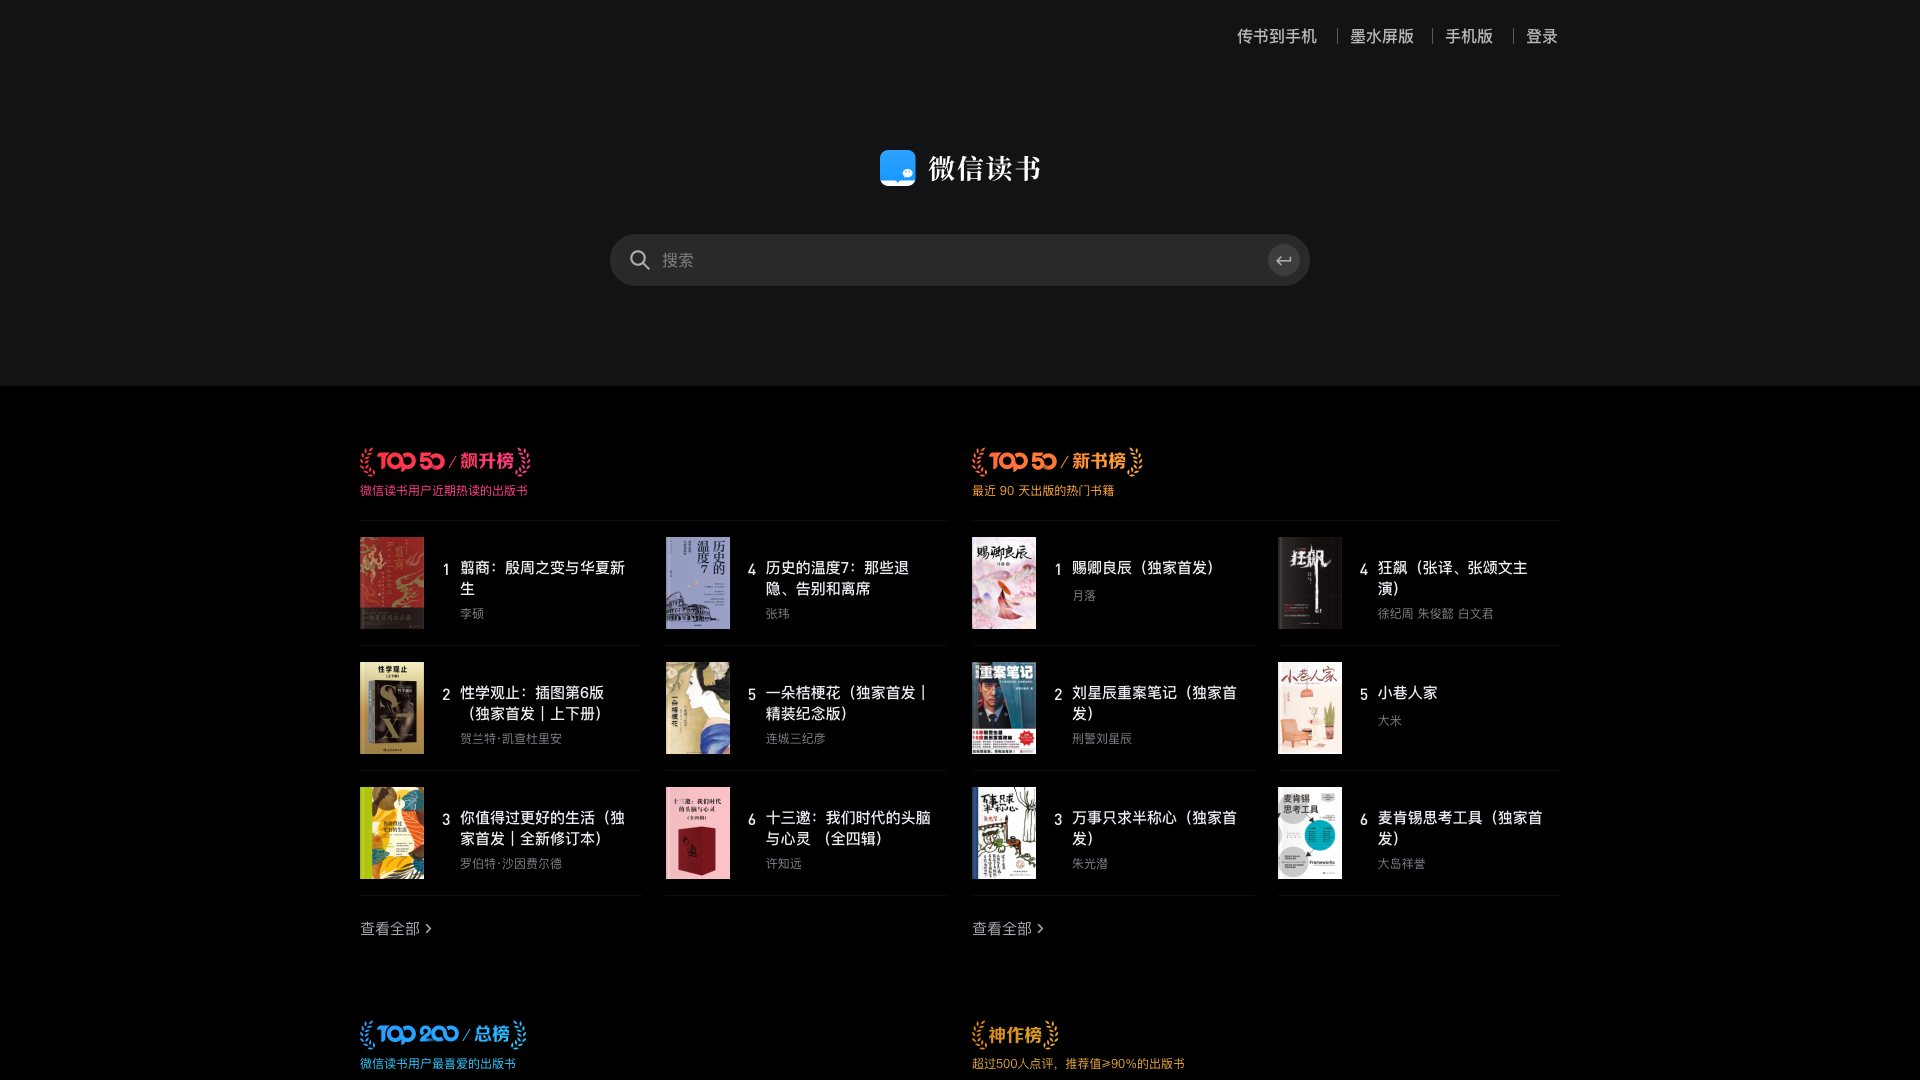 传书到手机
墨水屏版
手机版
登录
微信读书
搜索
TOP 50 / 飙升榜
微信读书用户近期热读的出版书
1
翦商：殷周之变与华夏新
生
李硕
2
性学观止：插图第6版
（独家首发｜上下册）
贺兰特·凯查杜里安
3
你值得过更好的生活（独
家首发｜全新修订本）
罗伯特·沙因费尔德
4
历史的温度7：那些退
隐、告别和离席
张玮
5
一朵桔梗花（独家首发｜
精装纪念版）
连城三纪彦
6
十三邀：我们时代的头脑
与心灵 （全四辑）
许知远
查看全部
TOP 50 / 新书榜
最近 90 天出版的热门书籍
1
赐卿良辰（独家首发）
月落
2
刘星辰重案笔记（独家首
发）
刑警刘星辰
3
万事只求半称心（独家首
发）
朱光潜
4
狂飙（张译、张颂文主
演）
徐纪周 朱俊懿 白文君
5
小巷人家
大米
6
麦肯锡思考工具（独家首
发）
大岛祥誉
查看全部
TOP 200 / 总榜
微信读书用户最喜爱的出版书
神作榜
超过500人点评，推荐值≥90%的出版书